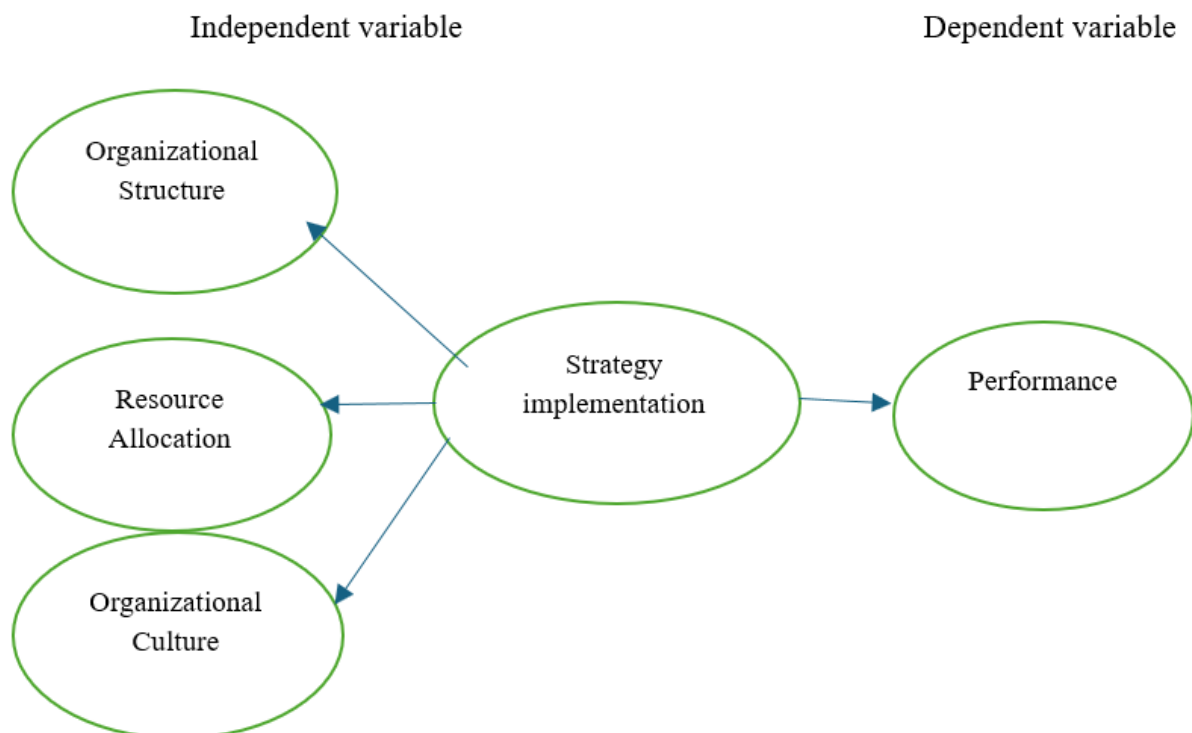 Independent variable
Dependent variable
Organizational
Structure
Resource
Allocation
Organizational
Culture
Strategy
implementation
Performance